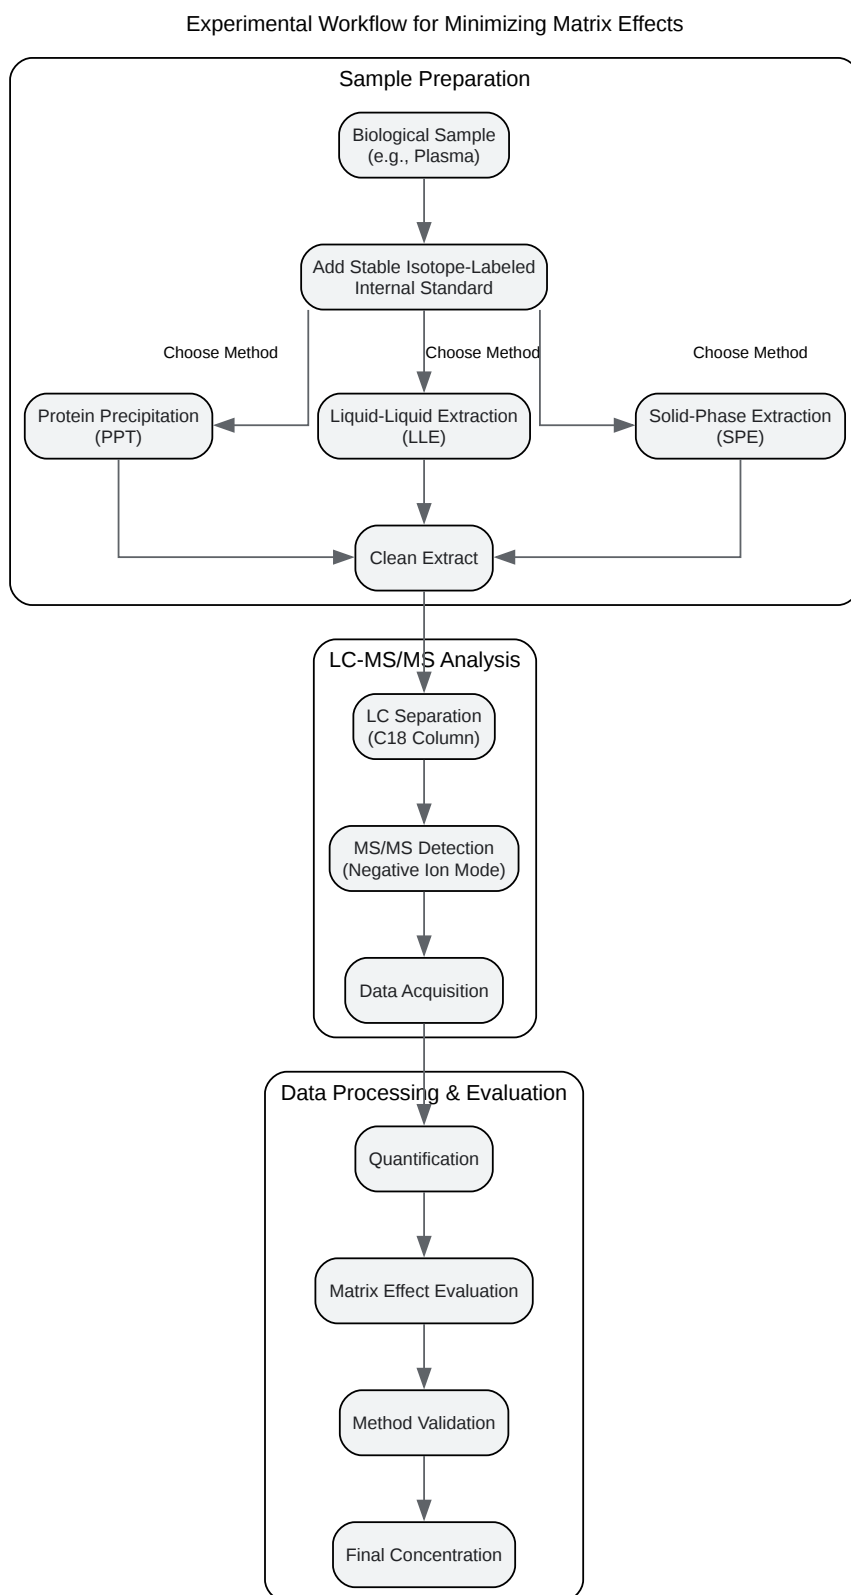 Experimental Workflow for Minimizing Matrix Effects
Sample Preparation
Biological Sample
(e.g., Plasma)
Add Stable Isotope-Labeled
Internal Standard
Choose Method
Choose Method
Choose Method
Protein Precipitation
(PPT)
Liquid-Liquid Extraction
(LLE)
Solid-Phase Extraction
(SPE)
Clean Extract
LC-MS/MS Analysis
LC Separation
(C18 Column)
MS/MS Detection
(Negative Ion Mode)
Data Acquisition
Data Processing & Evaluation
Quantification
Matrix Effect Evaluation
Method Validation
Final Concentration